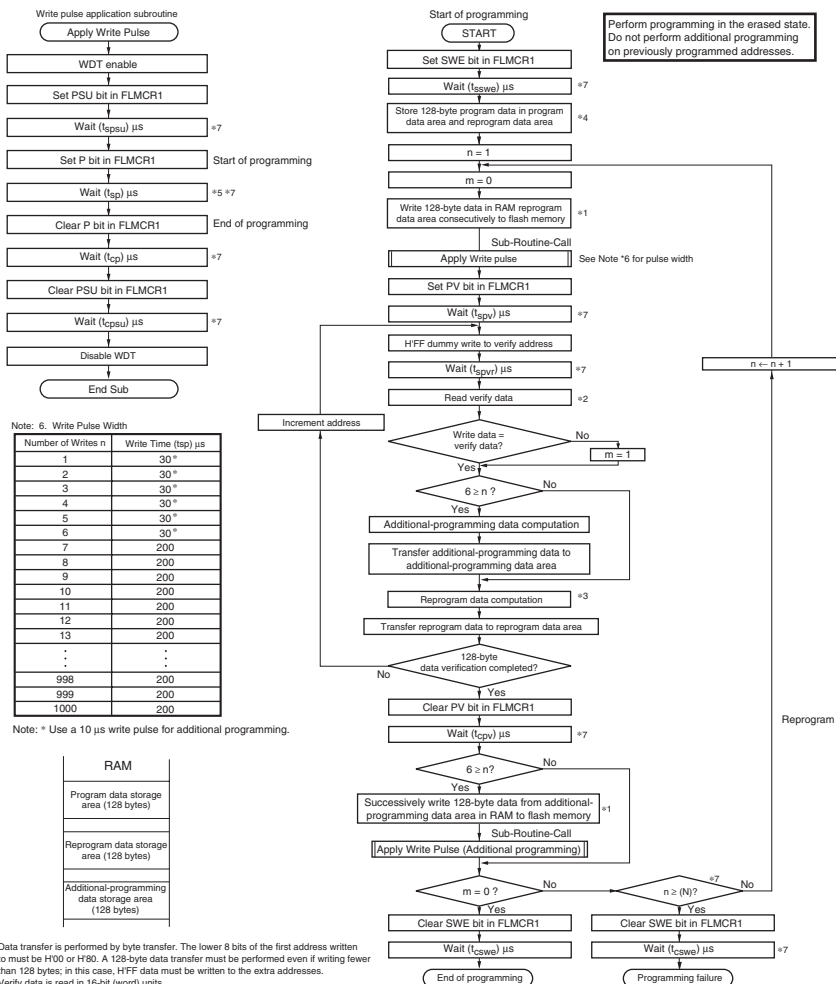 Write pulse application subroutine
Apply Write Pulse
WDT enable
Set PSU bit in FLMCR1
Wait (tspsu) µs
*7
Set P bit in FLMCR1
Start of programming
Wait (tsp) µs
*5 *7
Clear P bit in FLMCR1
End of programming
Wait (tcp) µs
*7
Clear PSU bit in FLMCR1
Wait (tcpsu) µs
*7
Disable WDT
End Sub
Note: 6. Write Pulse Width
Number of Writes n Write Time (tsp) µs
1 30*
2 30*
3 30*
4 30*
5 30*
6 30*
7 200
8 200
9 200
10 200
11 200
12 200
13 200
998 200
999 200
1000 200
Note: * Use a 10 µs write pulse for additional programming.
RAM
Program data storage
area (128 bytes)
Reprogram data storage
area (128 bytes)
Additional-programming
data storage area
(128 bytes)
Start of programming
START
Perform programming in the erased state.
Do not perform additional programming
on previously programmed addresses.
Set SWE bit in FLMCR1
Wait (tsswe) µs
*7
Store 128-byte program data in program
data area and reprogram data area
*4
n = 1
m = 0
Write 128-byte data in RAM reprogram
data area consecutively to flash memory
*1
Sub-Routine-Call
Apply Write pulse
See Note *6 for pulse width
Set PV bit in FLMCR1
Wait (tspv) µs
*7
H'FF dummy write to verify address
Wait (tspvr) µs
*7
Read verify data
*2
Increment address
n ← n + 1
Write data =
verify data?
No
m = 1
Yes
6 ≥ n ?
No
Yes
Additional-programming data computation
Transfer additional-programming data to
additional-programming data area
Reprogram data computation
*3
Transfer reprogram data to reprogram data area
128-byte
data verification completed?
No
Yes
Clear PV bit in FLMCR1
Reprogram
Wait (tcpv) µs
*7
6 ≥ n?
No
Yes
Successively write 128-byte data from additional-
programming data area in RAM to flash memory
*1
Sub-Routine-Call
Apply Write Pulse (Additional programming)
m = 0 ?
No
*7
n ≥ (N)?
No
Yes
Yes
Clear SWE bit in FLMCR1
Clear SWE bit in FLMCR1
Wait (tcswe) µs
Wait (tcswe) µs
*7
End of programming
Programming failure
Data transfer is performed by byte transfer. The lower 8 bits of the first address written
to must be H'00 or H'80. A 128-byte data transfer must be performed even if writing fewer
than 128 bytes; in this case, H'FF data must be written to the extra addresses.
Verify data is read in 16-bit (word) units.